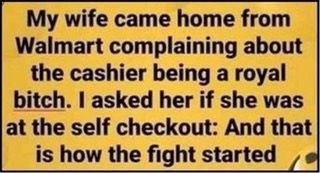 My wife came home from
Walmart complaining about
the cashier being a royal
bitch. I asked her if she was
at the self checkout: And that
is how the fight started